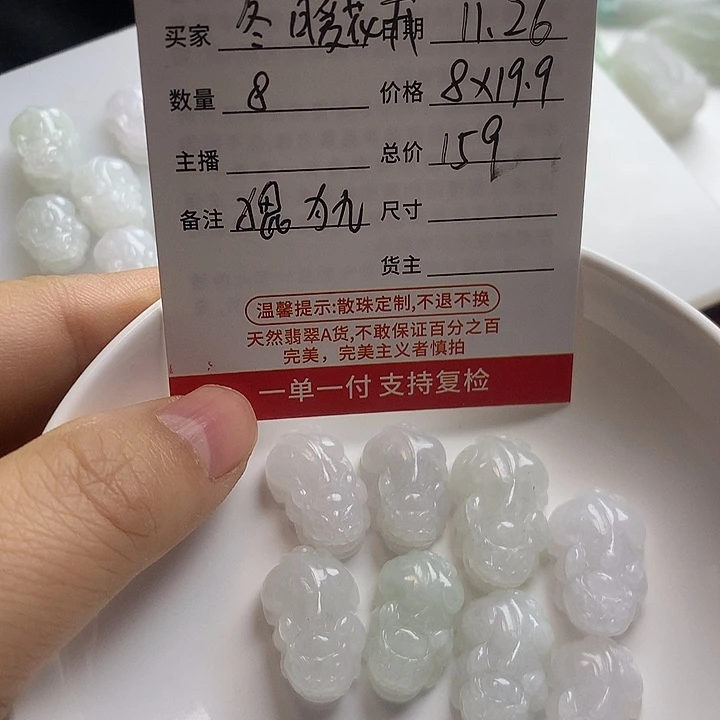 买家 冬日暖 日期 11.26
数量 8 价格 8×19.9
主播 总价 159
备注 尺寸
货主
温馨提示:散珠定制,不退不换
天然翡翠A货,不敢保证百分之百
完美，完美主义者慎拍
一单一付 支持复检